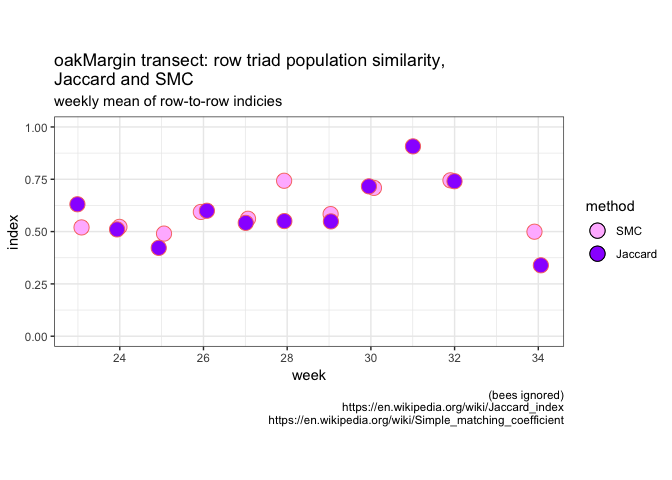 oakMargin transect: row triad population similarity,
Jaccard and SMC
weekly mean of row-to-row indicies
1.00
0.75
0.50
0.25
0.00
index
24 26 28 30 32 34
week
method
SMC
Jaccard
(bees ignored)
https://en.wikipedia.org/wiki/Jaccard_index
https://en.wikipedia.org/wiki/Simple_matching_coefficient